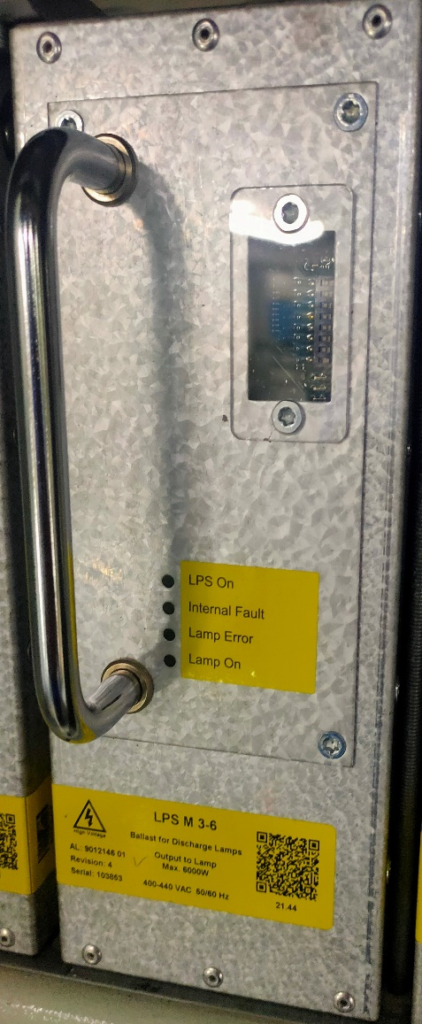 LPS On
Internal Fault
Lamp Error
Lamp On
High Voltage
LPS M 3-6
Ballast for Discharge Lamps
AL: 9012146 01
Output to Lamp
Revision: 4
Max. 6000W
Serial: 103853
400-440 VAC 50/60 Hz
21.44